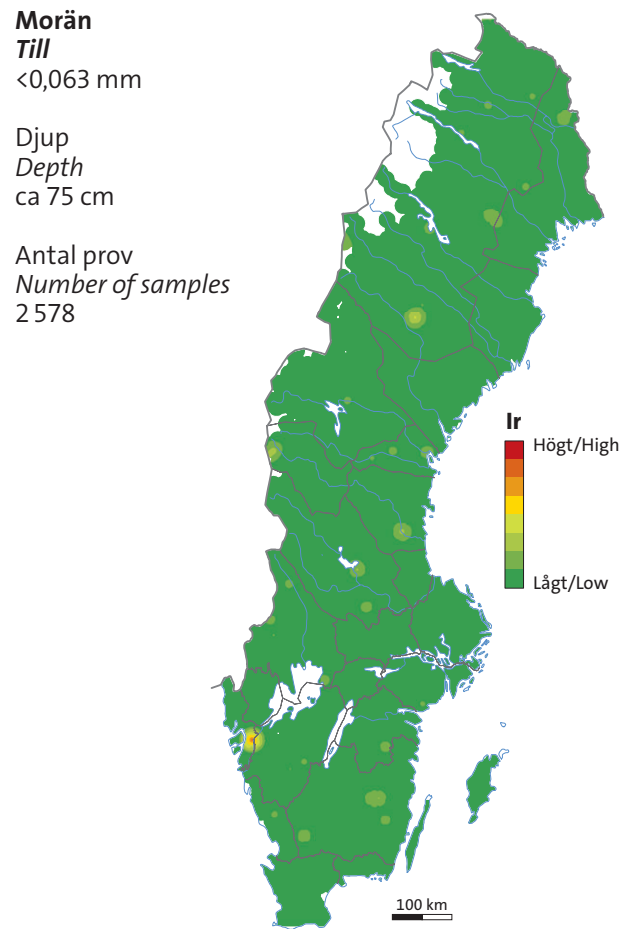 Morän
Till
<0,063 mm
Djup
Depth
ca 75 cm
Antal prov
Number of samples
2 578
Ir
Högt/High
Lågt/Low
100 km